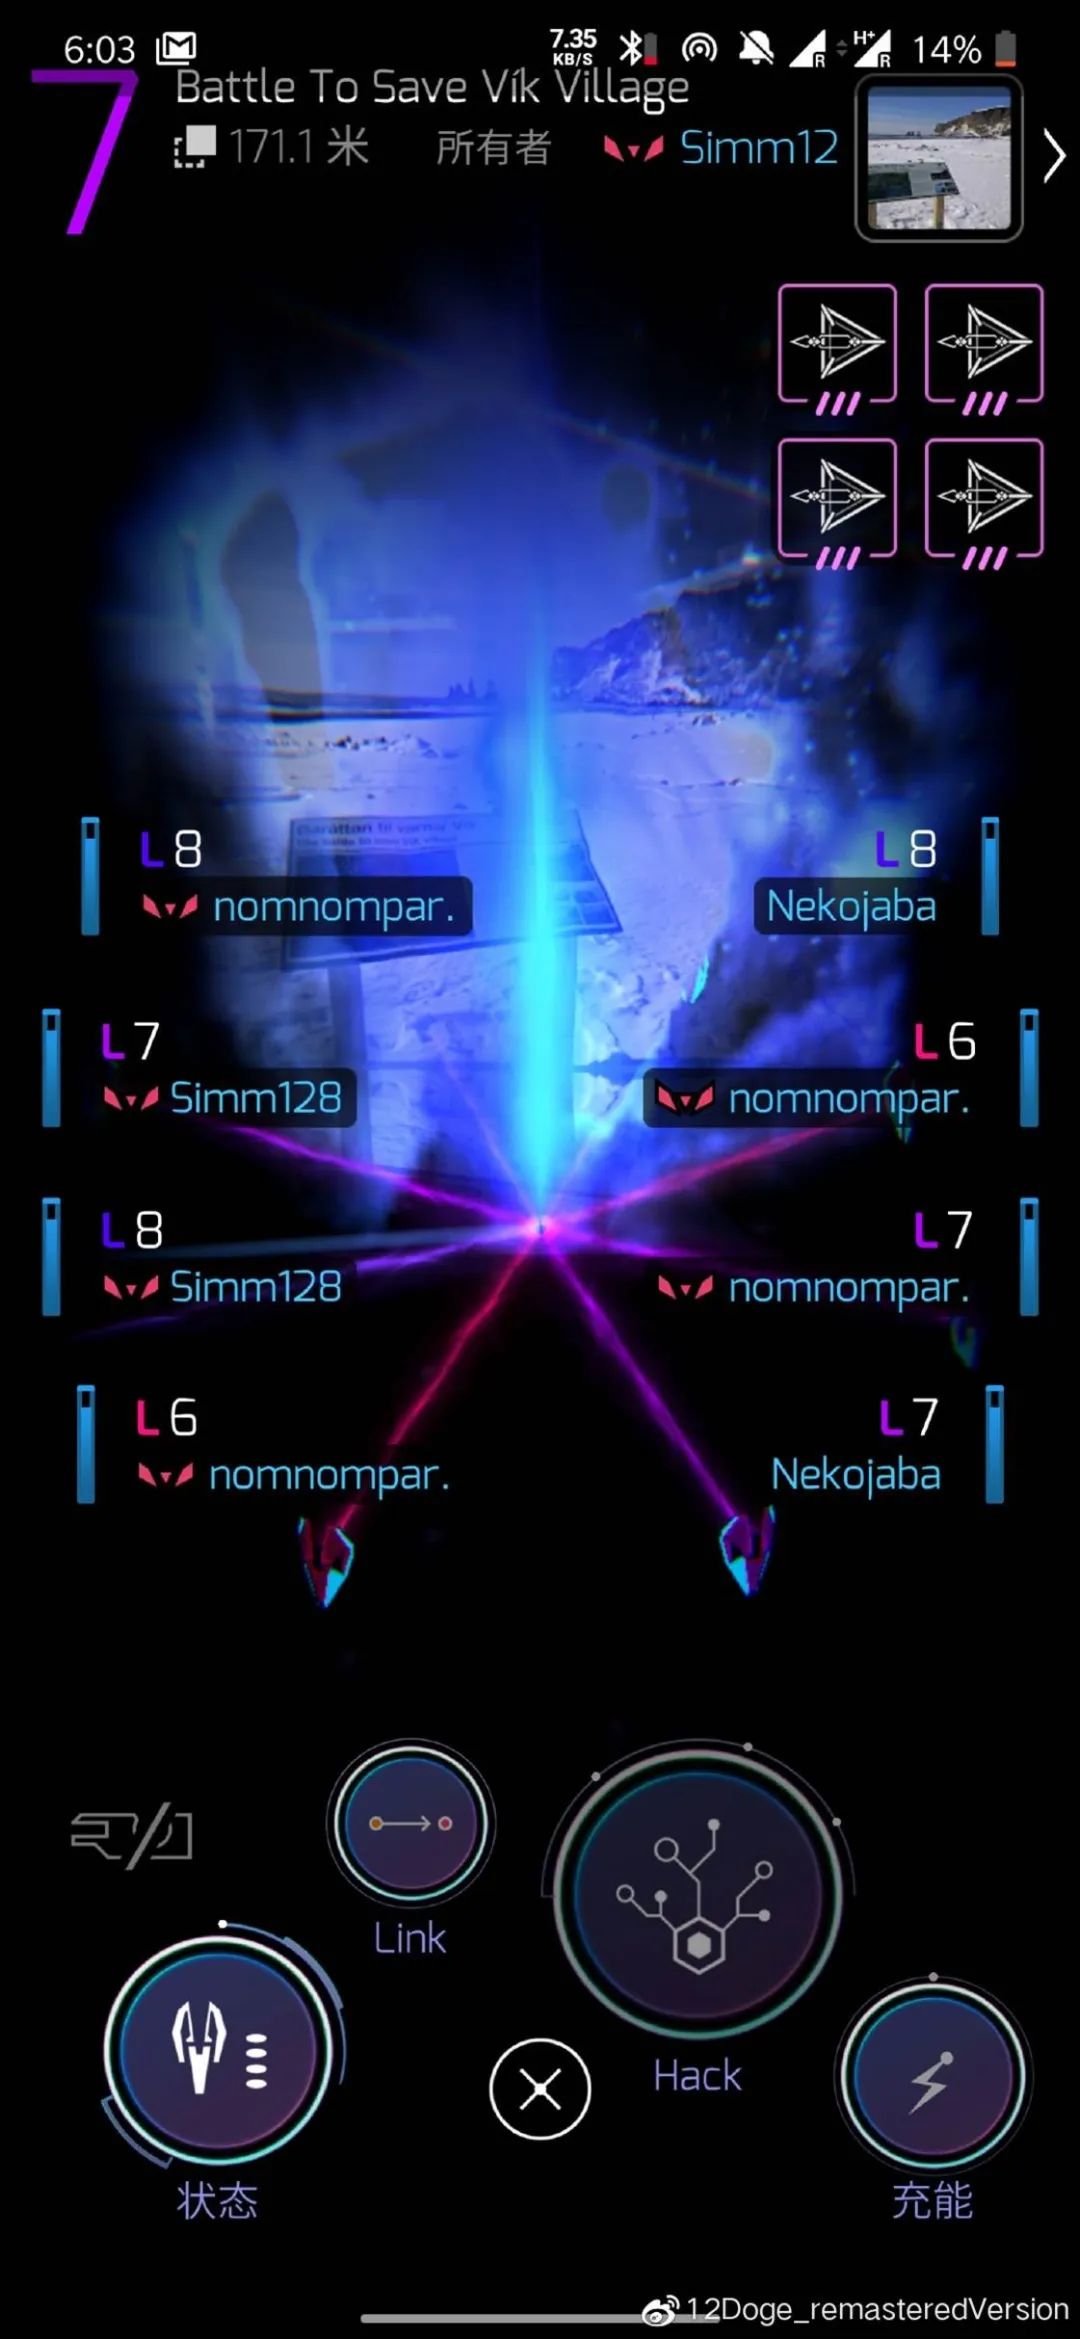 6:03 7.35 KB/S H+ R R 14%
7 Battle To Save Vík Village
171.1 米 所有者 Simm12
L8 L8
nomnompar. Nekojaba
L7 L6
Simm128 nomnompar.
L8 L7
Simm128 nomnompar.
L6 L7
nomnompar. Nekojaba
Link
Hack
状态 充能
12Doge_remasteredVersion